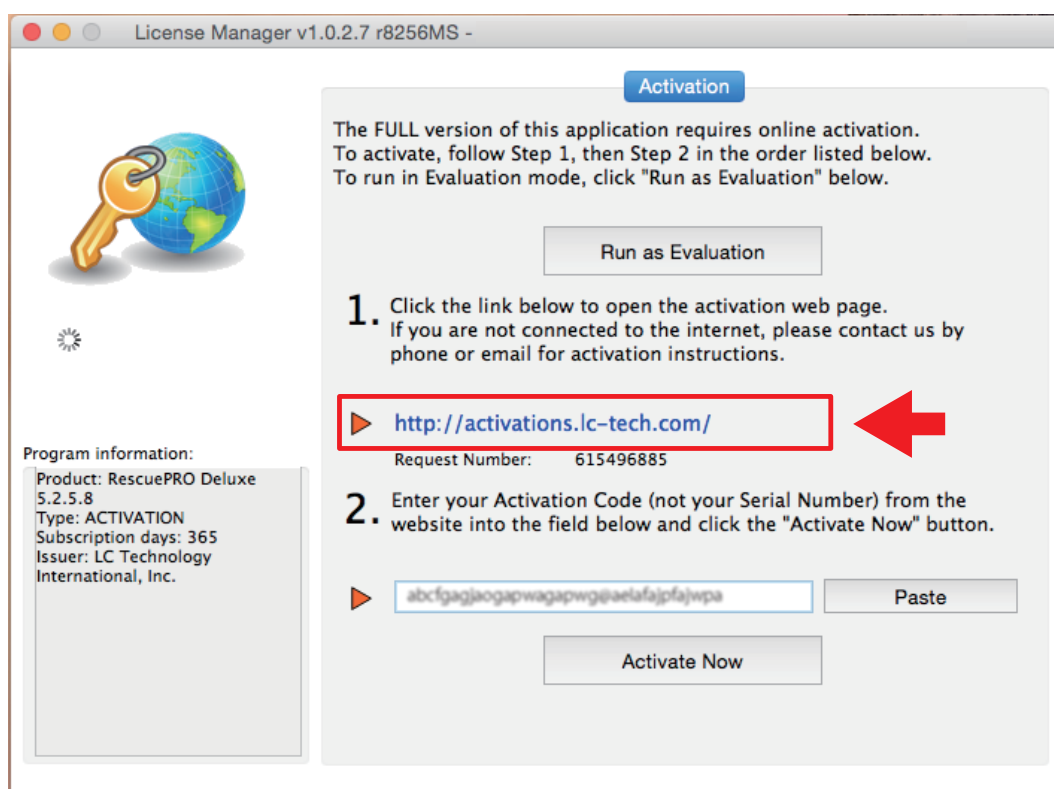 License Manager v1.0.2.7 r8256MS -
Activation
The FULL version of this application requires online activation.
To activate, follow Step 1, then Step 2 in the order listed below.
To run in Evaluation mode, click "Run as Evaluation" below.
Run as Evaluation
1. Click the link below to open the activation web page.
If you are not connected to the internet, please contact us by
phone or email for activation instructions.
http://activations.lc-tech.com/
Request Number: 615496885
2. Enter your Activation Code (not your Serial Number) from the
website into the field below and click the "Activate Now" button.
Paste
Activate Now
Program information:
Product: RescuePRO Deluxe
5.2.5.8
Type: ACTIVATION
Subscription days: 365
Issuer: LC Technology
International, Inc.